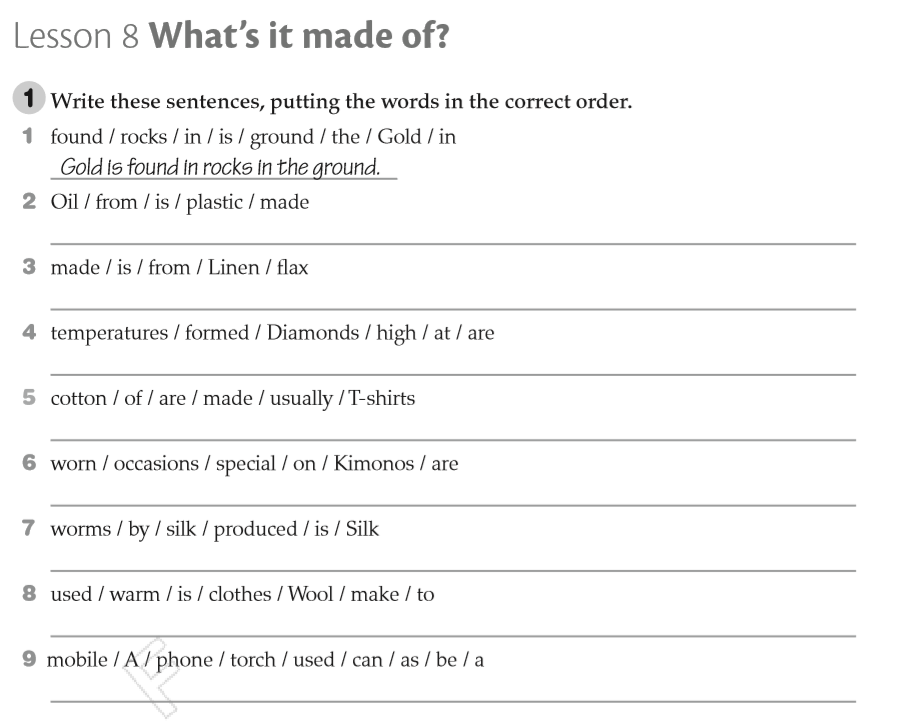 Lesson 8 What's it made of?
1 Write these sentences, putting the words in the correct order.
1 found / rocks / in / is / ground / the / Gold / in
Gold is found in rocks in the ground.
2 Oil / from / is / plastic / made
3 made / is / from / Linen / flax
4 temperatures / formed / Diamonds / high / at / are
5 cotton / of / are / made / usually / T-shirts
6 worn / occasions / special / on / Kimonos / are
7 worms / by / silk / produced / is / Silk
8 used / warm / is / clothes / Wool / make / to
9 mobile / A / phone / torch / used / can / as / be / a